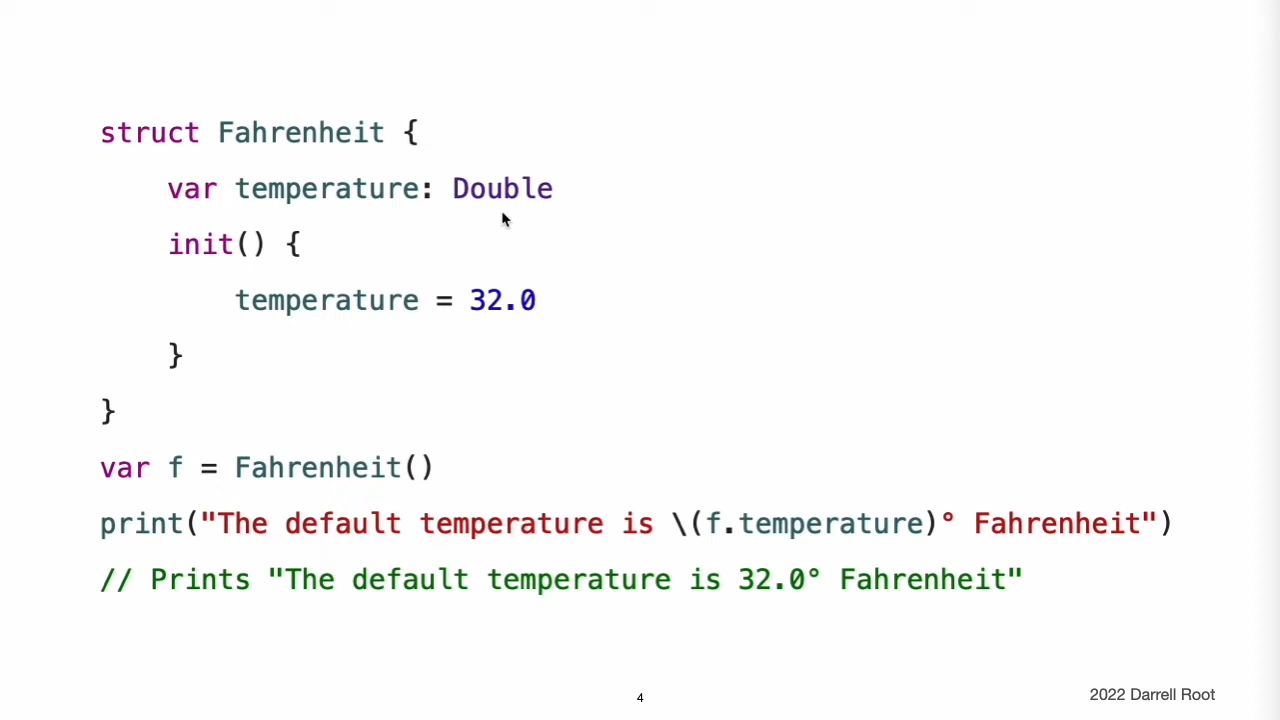 struct Fahrenheit {
    var temperature: Double
    init() {
        temperature = 32.0
    }
}
var f = Fahrenheit()
print("The default temperature is \(f.temperature)° Fahrenheit")
// Prints "The default temperature is 32.0° Fahrenheit"
4
2022 Darrell Root